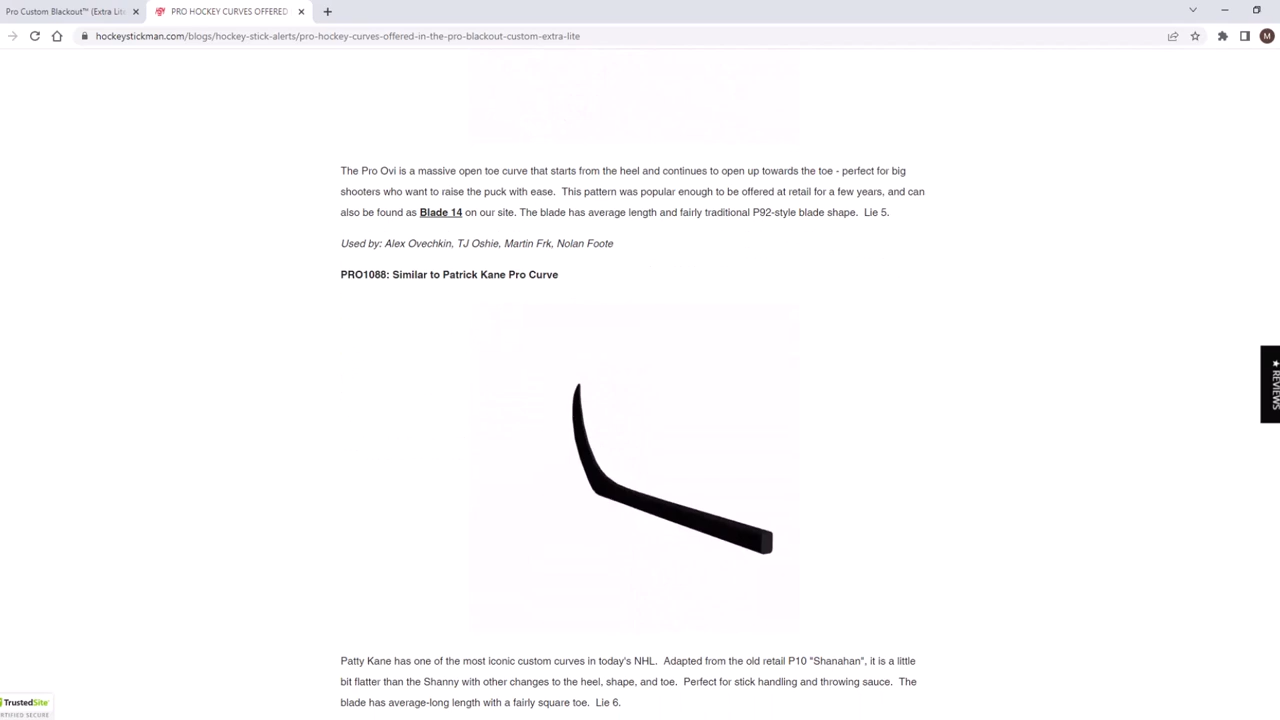 Pro Custom Blackout™ (Extra Lite
PRO HOCKEY CURVES OFFERED
hockeystickman.com/blogs/hockey-stick-alerts/pro-hockey-curves-offered-in-the-pro-blackout-custom-extra-lite
M
The Pro Ovi is a massive open toe curve that starts from the heel and continues to open up towards the toe - perfect for big
shooters who want to raise the puck with ease.  This pattern was popular enough to be offered at retail for a few years, and can
also be found as Blade 14 on our site. The blade has average length and fairly traditional P92-style blade shape.  Lie 5.
Used by: Alex Ovechkin, TJ Oshie, Martin Frk, Nolan Foote
PRO1088: Similar to Patrick Kane Pro Curve
★ REVIEWS
Patty Kane has one of the most iconic custom curves in today's NHL.  Adapted from the old retail P10 "Shanahan", it is a little
bit flatter than the Shanny with other changes to the heel, shape, and toe.  Perfect for stick handling and throwing sauce.  The
blade has average-long length with a fairly square toe.  Lie 6.
TrustedSite
CERTIFIED SECURE